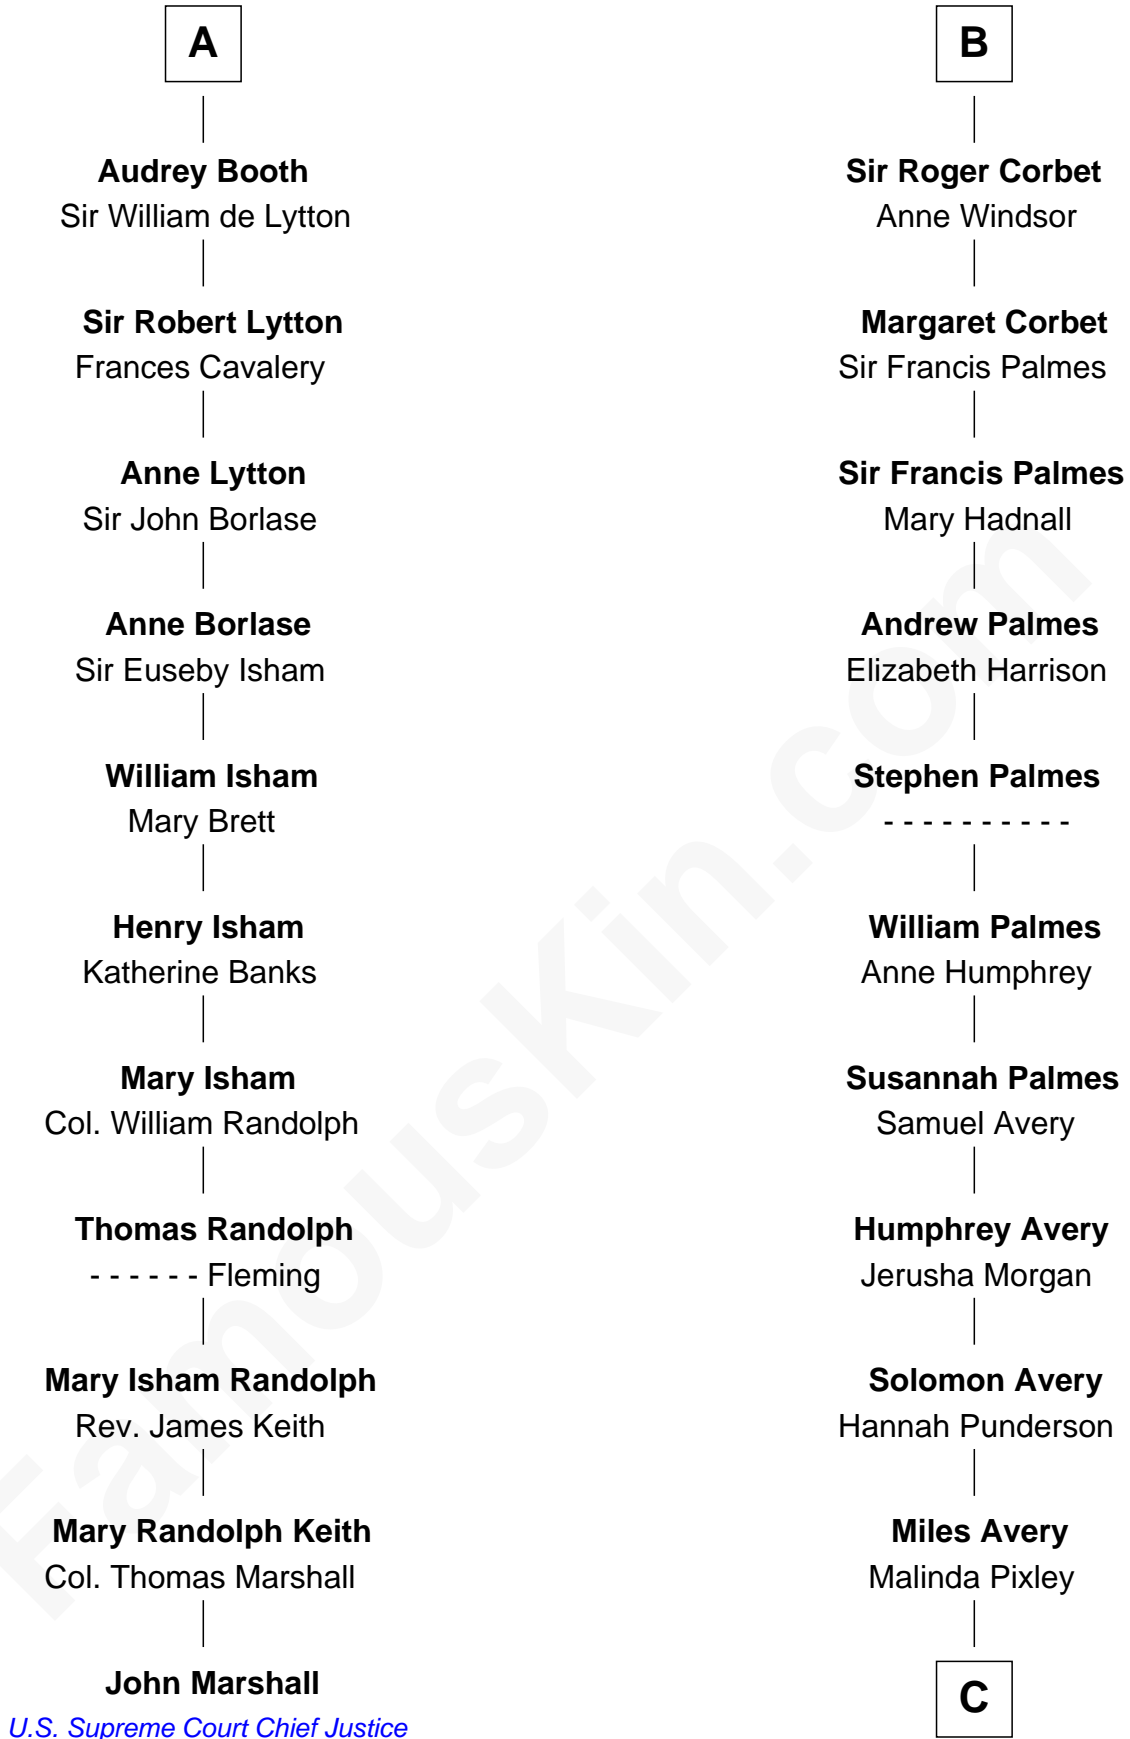 A
Audrey Booth
Sir William de Lytton
Sir Robert Lytton
Frances Cavalery
Anne Lytton
Sir John Borlase
Anne Borlase
Sir Euseby Isham
William Isham
Mary Brett
Henry Isham
Katherine Banks
Mary Isham
Col. William Randolph
Thomas Randolph
- - - - - - Fleming
Mary Isham Randolph
Rev. James Keith
Mary Randolph Keith
Col. Thomas Marshall
John Marshall
U.S. Supreme Court Chief Justice
B
Sir Roger Corbet
Anne Windsor
Margaret Corbet
Sir Francis Palmes
Sir Francis Palmes
Mary Hadnall
Andrew Palmes
Elizabeth Harrison
Stephen Palmes
- - - - - - - - - -
William Palmes
Anne Humphrey
Susannah Palmes
Samuel Avery
Humphrey Avery
Jerusha Morgan
Solomon Avery
Hannah Punderson
Miles Avery
Malinda Pixley
C
FamousKin.com